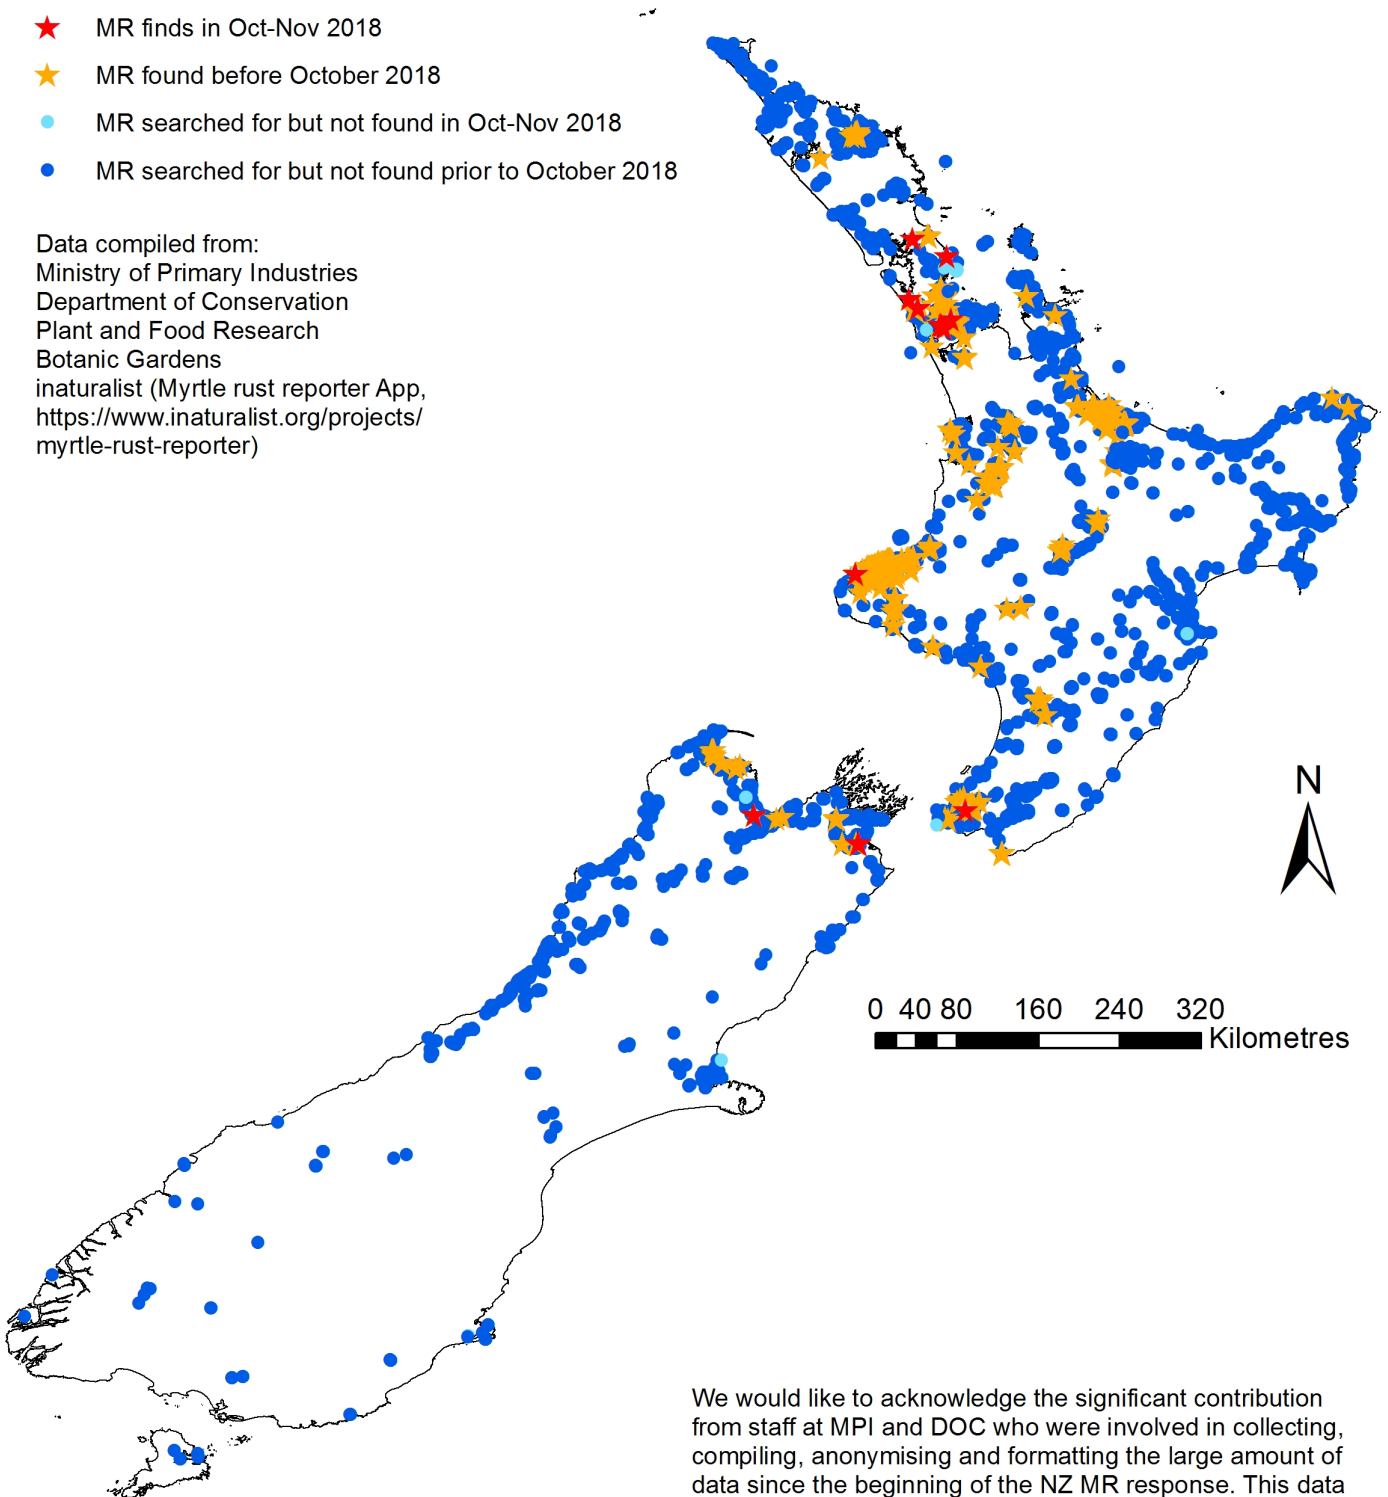 MR finds in Oct-Nov 2018
MR found before October 2018
MR searched for but not found in Oct-Nov 2018
MR searched for but not found prior to October 2018
Data compiled from:
Ministry of Primary Industries
Department of Conservation
Plant and Food Research
Botanic Gardens
inaturalist (Myrtle rust reporter App,
https://www.inaturalist.org/projects/
myrtle-rust-reporter)
N
0 40 80 160 240 320
Kilometres
We would like to acknowledge the significant contribution
from staff at MPI and DOC who were involved in collecting,
compiling, anonymising and formatting the large amount of
data since the beginning of the NZ MR response. This data